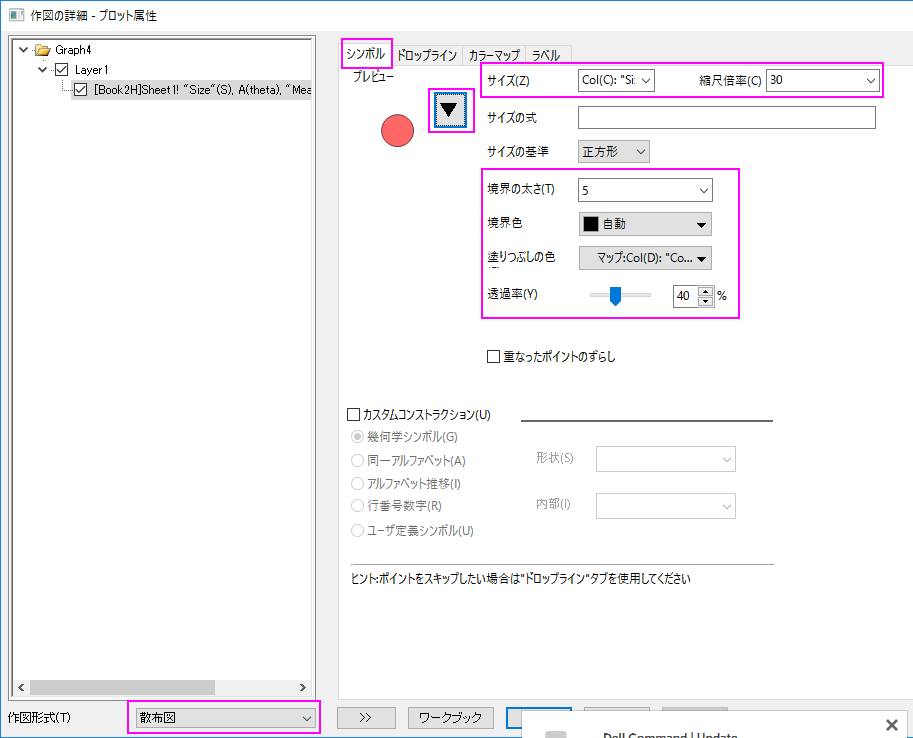 作図の詳細 - プロット属性
Graph4
Layer1
[Book2H]Sheet1! "Size"(S), A(theta), "Mea
シンボル
ドロップライン
カラーマップ
ラベル
プレビュー
サイズ(Z)
Col(C): "Si
縮尺倍率(C)
30
サイズの式
サイズの基準
正方形
境界の太さ(T)
5
境界色
自動
塗りつぶしの色
マップ:Col(D): "Co...
透過率(Y)
40
%
重なったポイントのずらし
カスタムコンストラクション(U)
幾何学シンボル(G)
同一アルファベット(A)
アルファベット推移(I)
行番号数字(R)
ユーザ定義シンボル(U)
形状(S)
内部(I)
ヒント:ポイントをスキップしたい場合は"ドロップライン"タブを使用してください
作図形式(T)
散布図
>>
ワークブック
Dell Command | Update